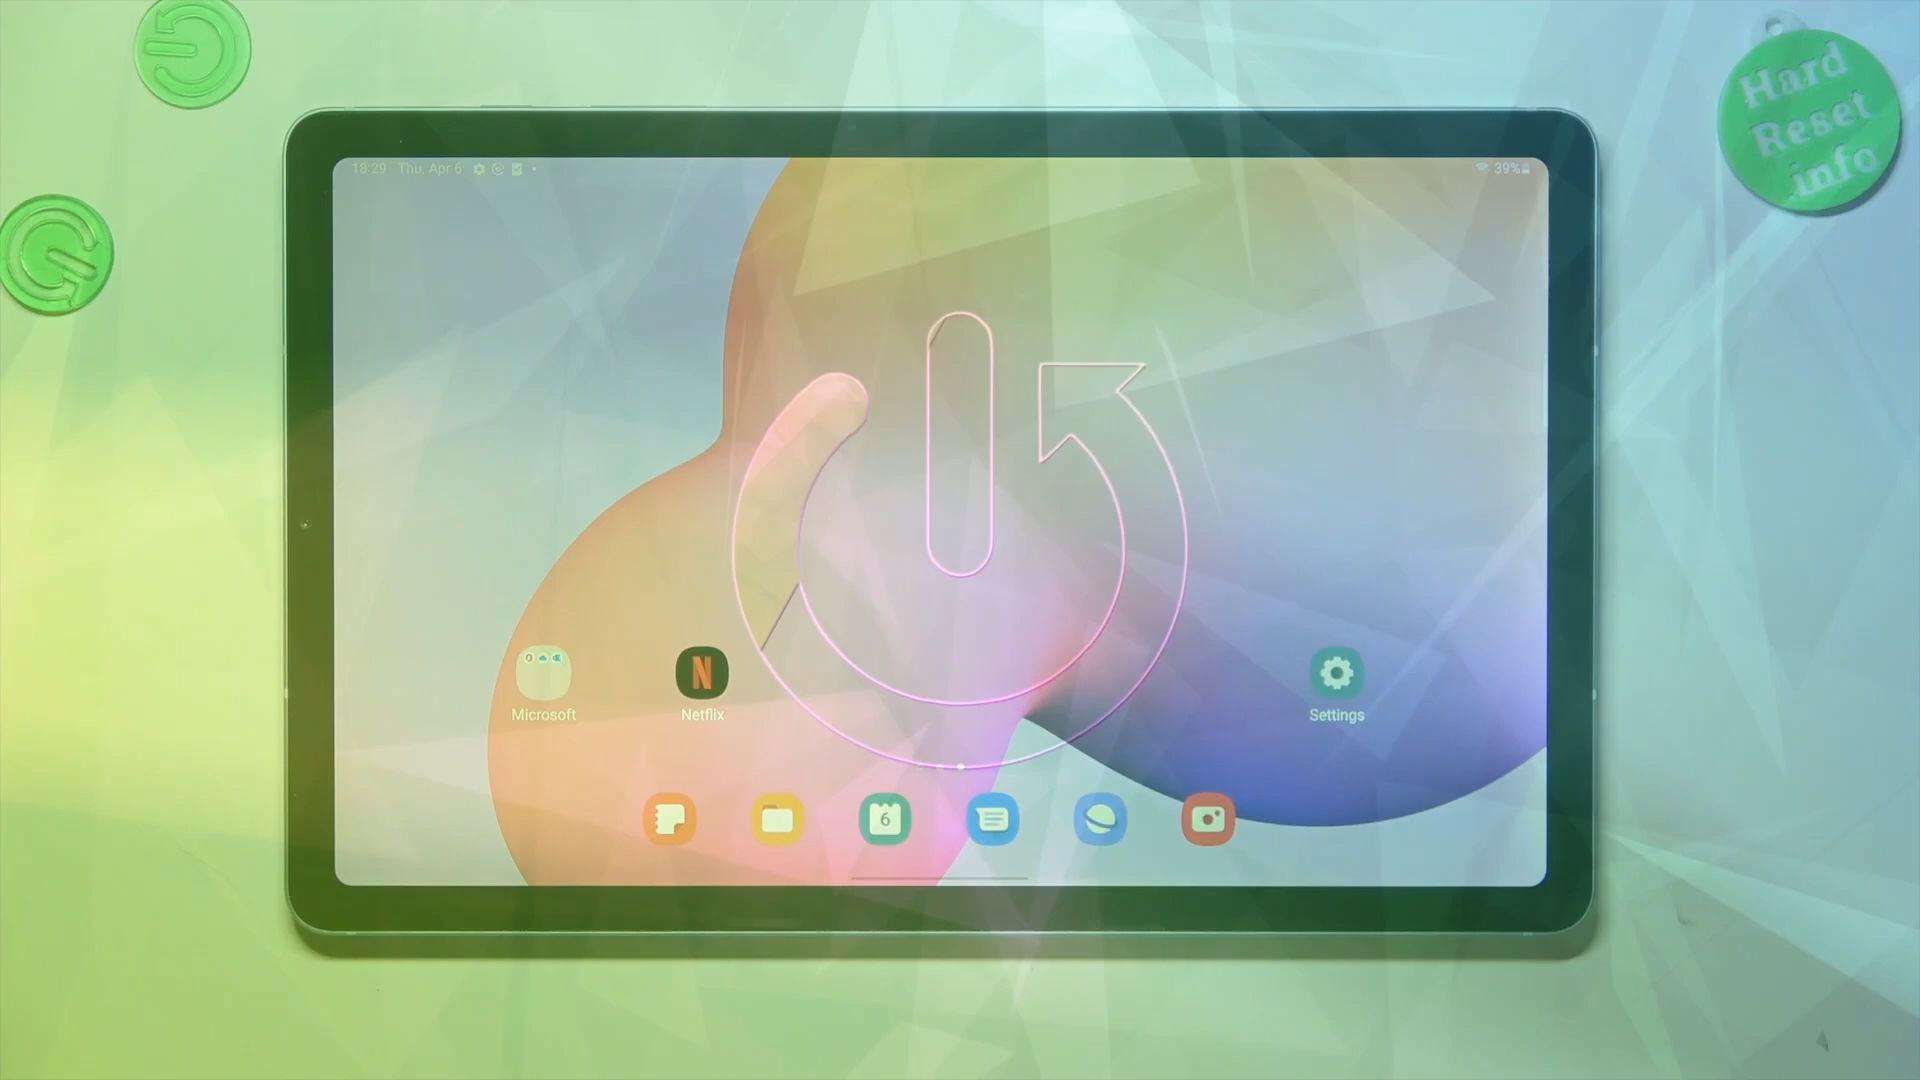 Hard
Reset
.info
18:29 Thu, Apr 6
39%
N
Microsoft
Netflix
Settings
6